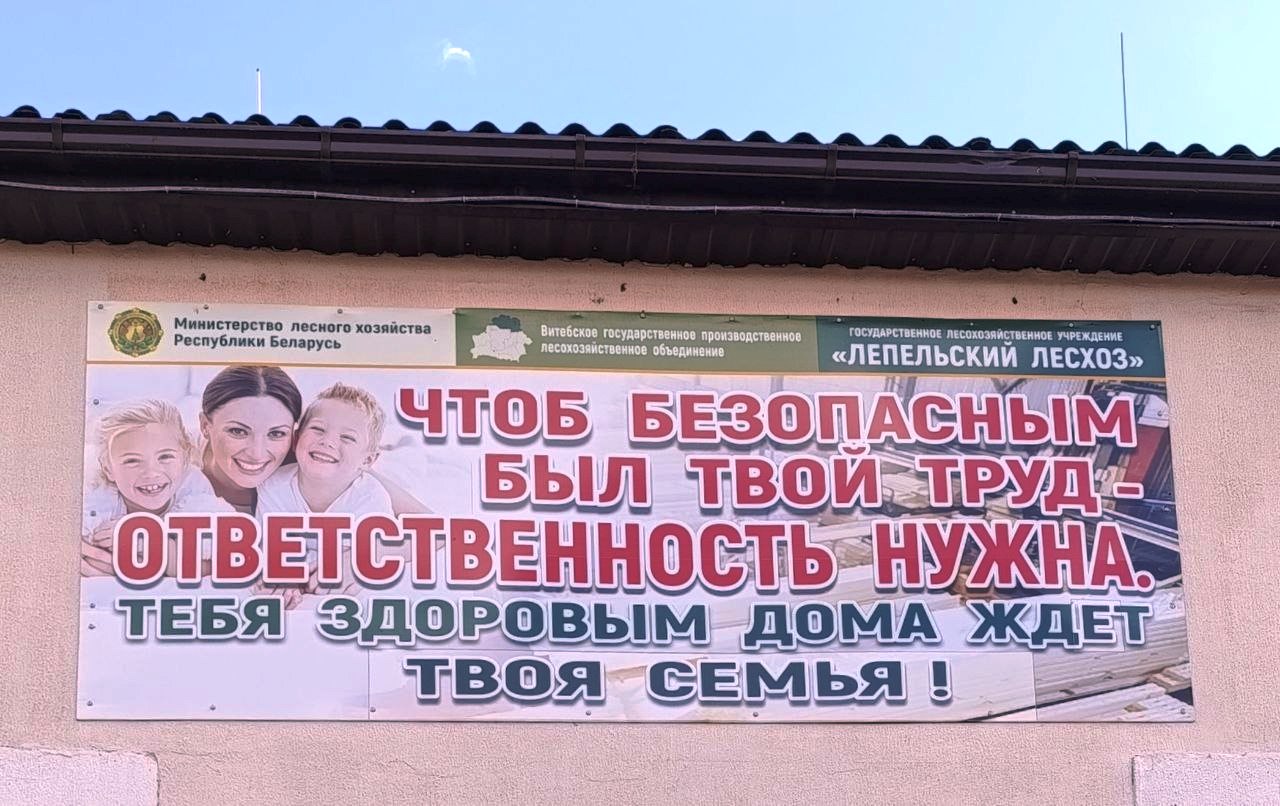 Министерство лесного хозяйства
Республики Беларусь
Витебское государственное производственное
лесохозяйственное объединение
ГОСУДАРСТВЕННОЕ ЛЕСОХОЗЯЙСТВЕННОЕ УЧРЕЖДЕНИЕ
«ЛЕПЕЛЬСКИЙ ЛЕСХОЗ»
ЧТОБ БЕЗОПАСНЫМ
БЫЛ ТВОЙ ТРУД -
ОТВЕТСТВЕННОСТЬ НУЖНА.
ТЕБЯ ЗДОРОВЫМ ДОМА ЖДЕТ
ТВОЯ СЕМЬЯ !